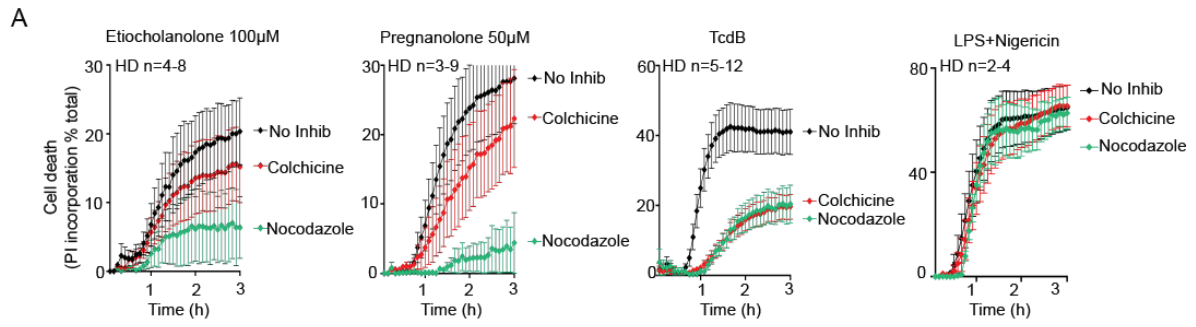 A
Etiocholanolone 100µM
Pregnanolone 50µM
TcdB
LPS+Nigericin
Cell death
(PI incorporation % total)
30
20
10
0
HD n=4-8
No Inhib
Colchicine
Nocodazole
1 2 3
Time (h)
30
20
10
0
HD n=3-9
No Inhib
Colchicine
Nocodazole
1 2 3
Time (h)
60
40
20
0
HD n=5-12
No Inhib
Colchicine
Nocodazole
1 2 3
Time (h)
80
40
0
HD n=2-4
No Inhib
Colchicine
Nocodazole
1 2 3
Time (h)